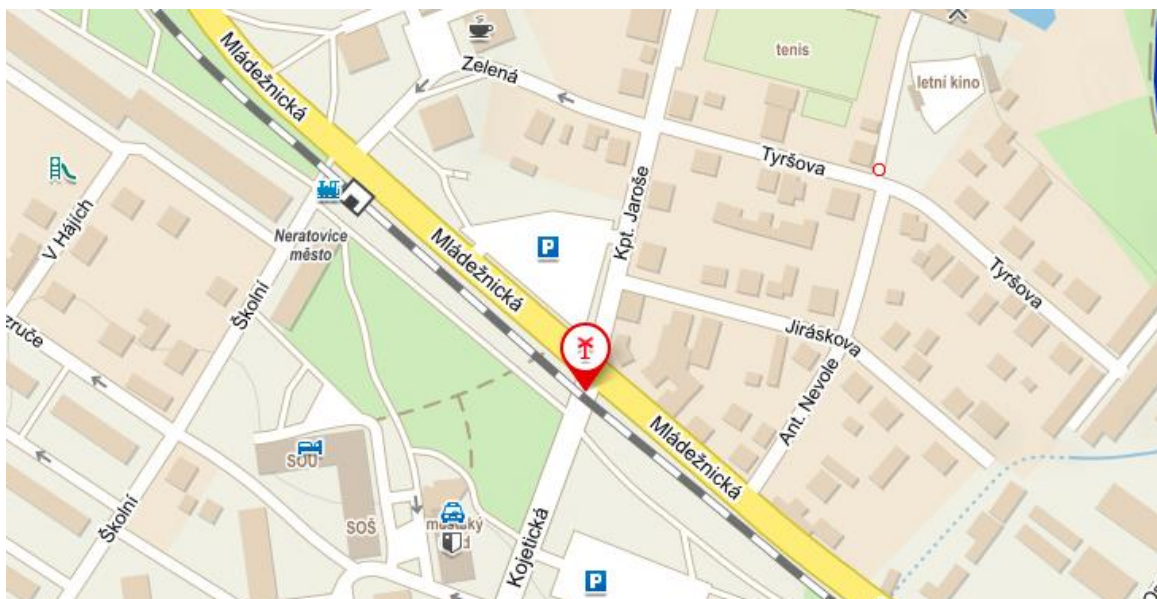 Mládežnická
Zelená
tenis
letní kino
Tyršova
V Hájích
Neratovice
město
Školní
Mládežnická
P
Kpt. Jaroše
Tyršova
Jiráskova
zruče
Ant. Nevole
Mládežnická
SOU
SOŠ
Školní
Kojetická
P